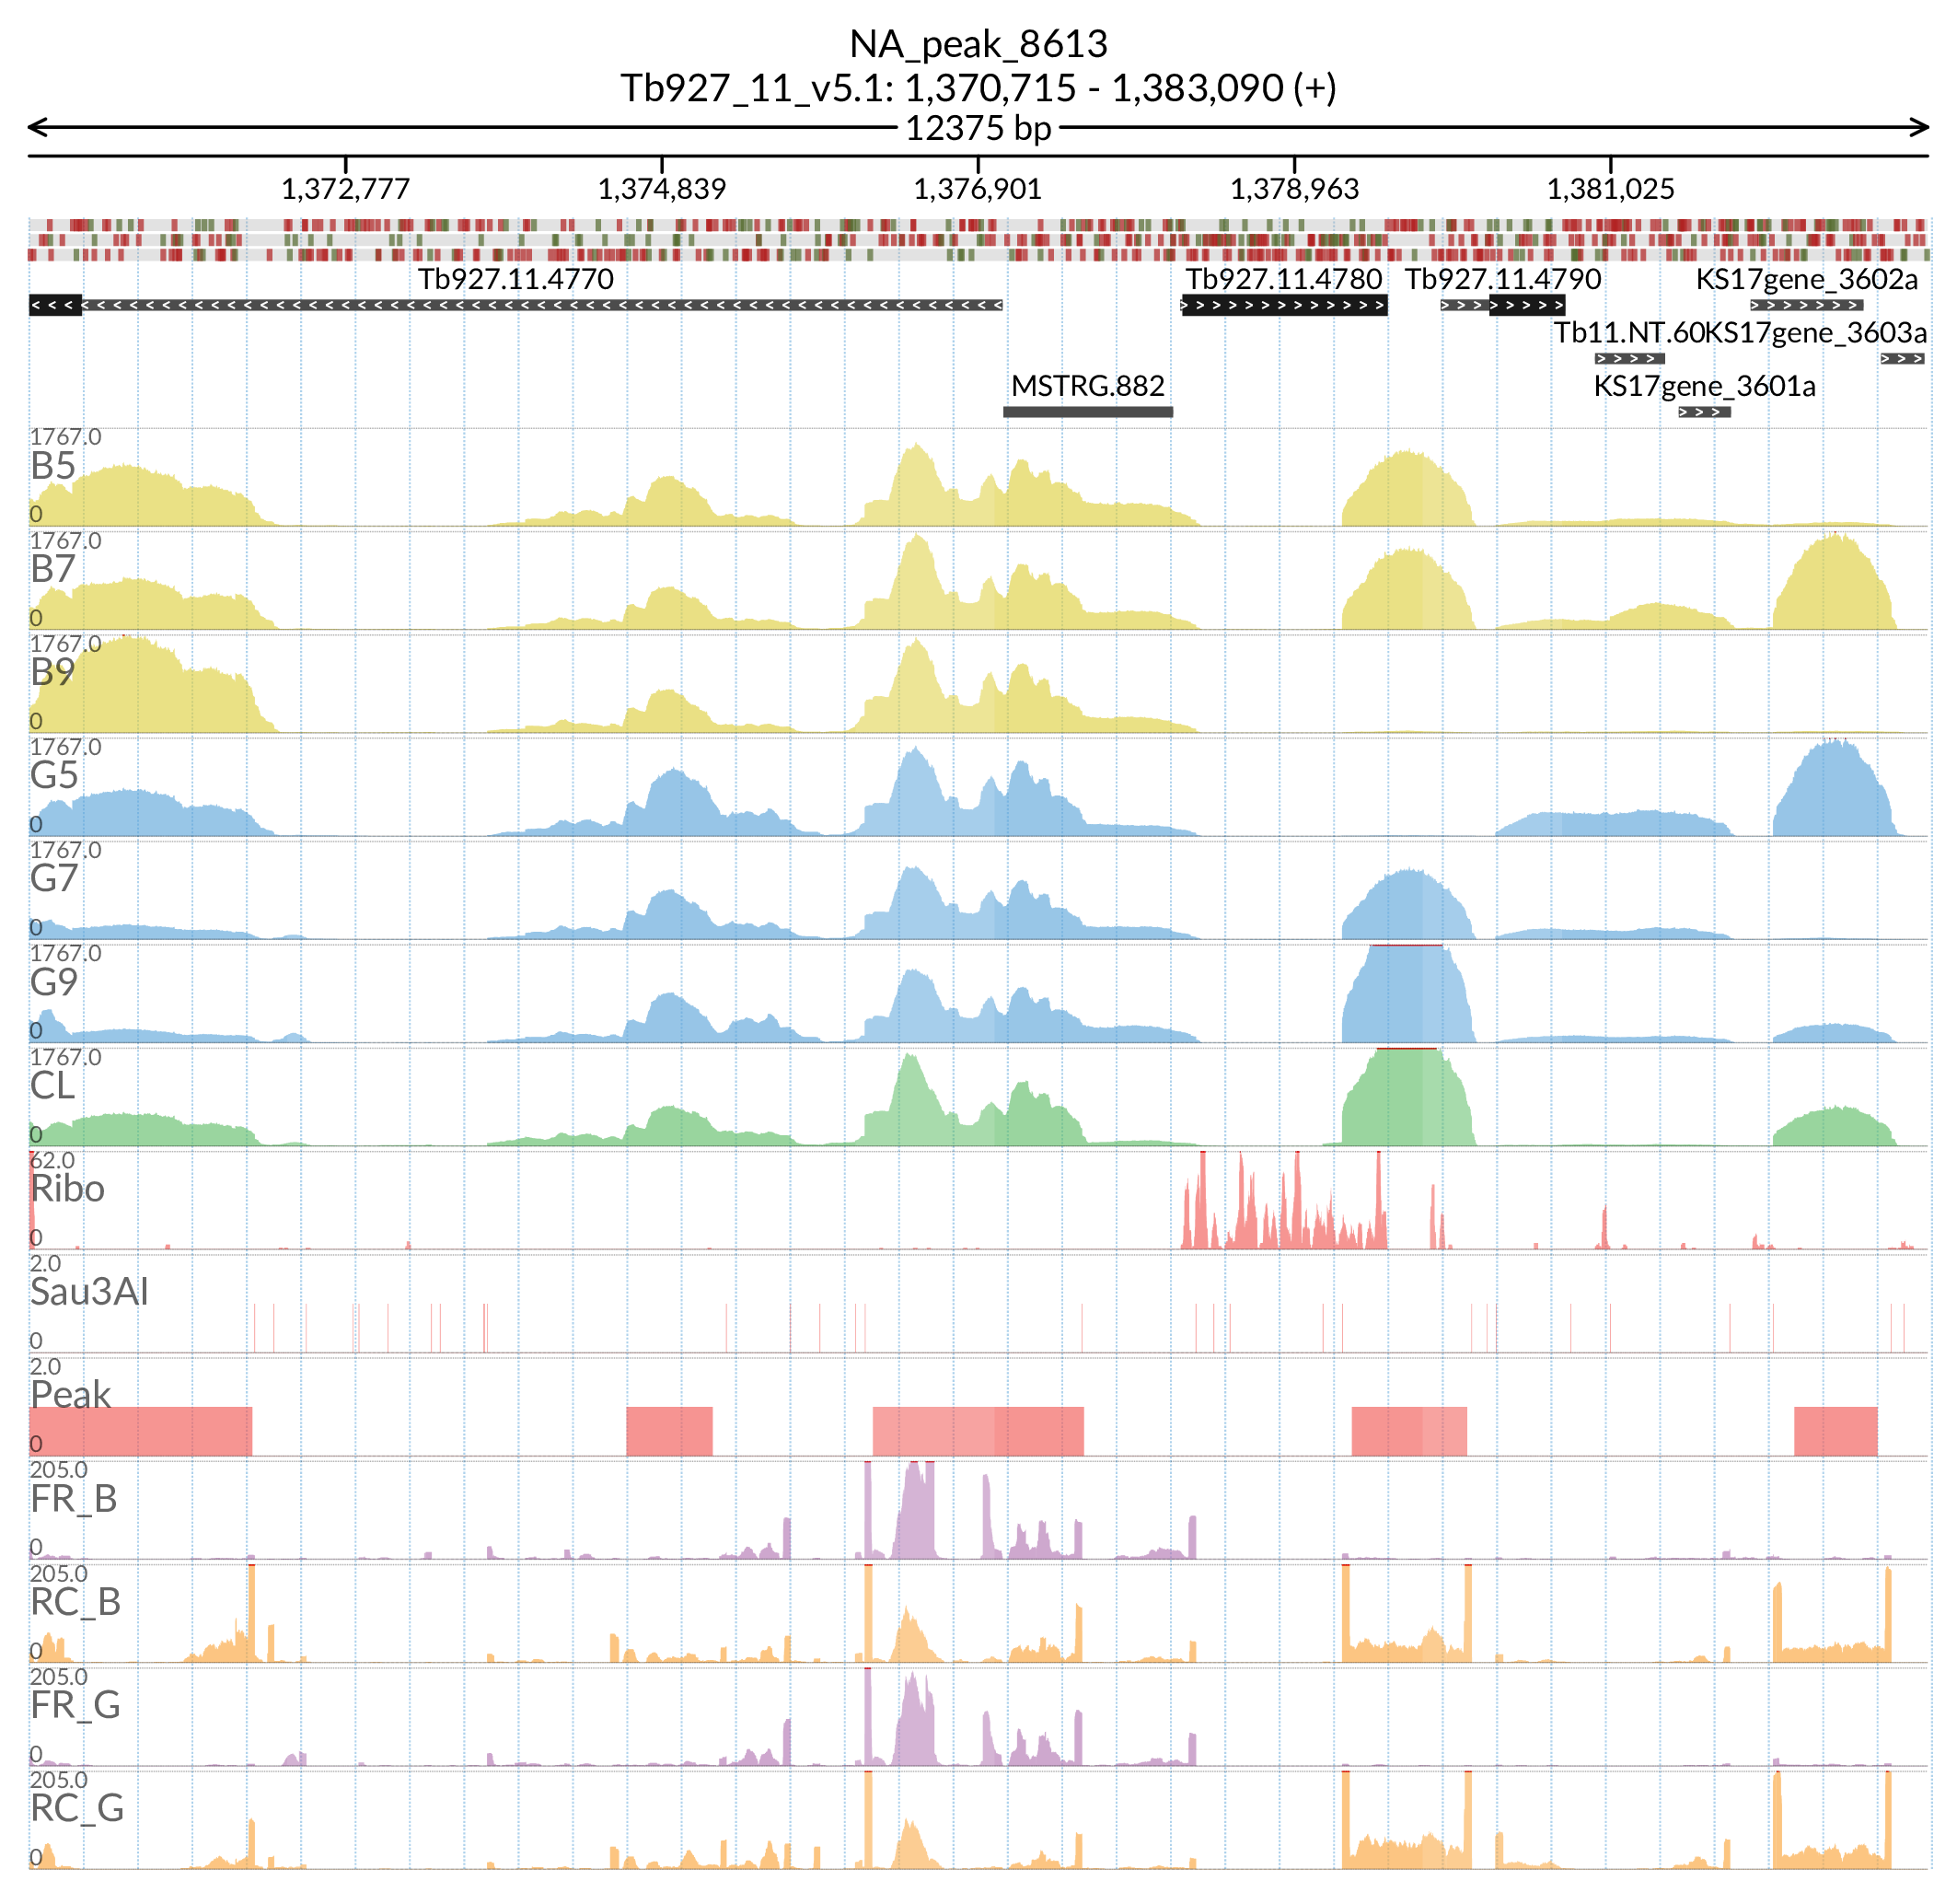 NA_peak_8613
Tb927_11_v5.1: 1,370,715 - 1,383,090 (+)
12375 bp
1,372,777 1,374,839 1,376,901 1,378,963 1,381,025
Tb927.11.4770 Tb927.11.4780 Tb927.11.4790 KS17gene_3602a
Tb11.NT.60 KS17gene_3603a
MSTRG.882 KS17gene_3601a
1767.0
B5
0
1767.0
B7
0
1767.0
B9
0
1767.0
G5
0
1767.0
G7
0
1767.0
G9
0
1767.0
CL
0
62.0
Ribo
0
2.0
Sau3AI
0
2.0
Peak
0
205.0
FR_B
0
205.0
RC_B
0
205.0
FR_G
0
205.0
RC_G
0